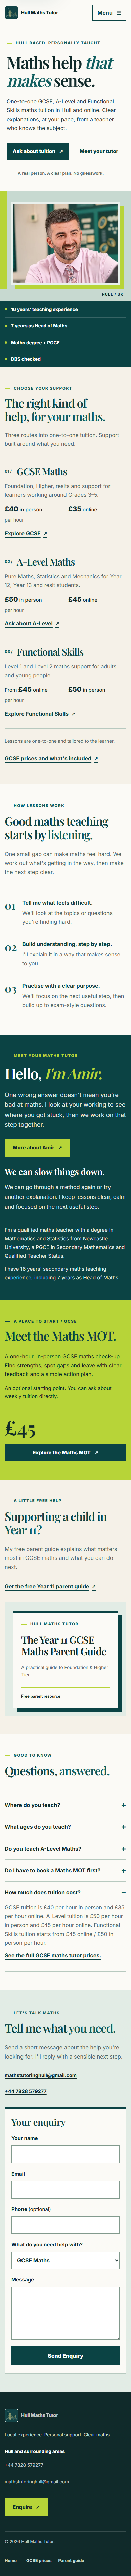 Hull Maths Tutor
Menu
HULL BASED. PERSONALLY TAUGHT.
Maths help that
makes sense.
One-to-one GCSE, A-Level and Functional
Skills maths tuition in Hull and online.
Clear explanations, at your pace, from a teacher
who knows the subject.
Ask about tuition ↗
Meet your tutor
A real person. A clear plan. No guesswork.
HULL / UK
16 years' teaching experience
7 years as Head of Maths
Maths degree + PGCE
DBS checked
CHOOSE YOUR SUPPORT
The right kind of
help, for your maths.
Three routes into one-to-one tuition. Support
built around what you need.
01/ GCSE Maths
Foundation, Higher, resits and support for
learners working around Grades 3–5.
£40 in person
per hour
£35 online
Explore GCSE ↗
02/ A-Level Maths
Pure Maths, Statistics and Mechanics for Year
12, Year 13 and resit students.
£50 in person
per hour
£45 online
Ask about A-Level ↗
03/ Functional Skills
Level 1 and Level 2 maths support for adults
and young people.
From £45 online
per hour
£50 in person
Explore Functional Skills ↗
Lessons are one-to-one and tailored to the learner.
GCSE prices and what's included ↗
HOW LESSONS WORK
Good maths teaching
starts by listening.
One small gap can make maths feel hard. We
work out what's getting in the way, then make
the next step clear.
01
Tell me what feels difficult.
We'll look at the topics or questions
you're finding hard.
02
Build understanding, step by step.
I'll explain it in a way that makes sense
to you.
03
Practise with a clear purpose.
We'll focus on the next useful step, then
build up to exam-style questions.
MEET YOUR MATHS TUTOR
Hello, I'm Amir.
One wrong answer doesn't mean you're
bad at maths. I look at your working. Once I see
where you got stuck, then we work on that
step together.
More about Amir ↗
We can slow things down.
We can go through a method again or try
another explanation. I keep lessons clear, calm
and focused on the next useful step.
I'm a qualified maths teacher with a degree in
Mathematics and Statistics from Newcastle
University, a PGCE in Secondary Mathematics and
Qualified Teacher Status.
I have 16 years' secondary maths teaching
experience, including 7 years as Head of Maths.
A PLACE TO START / GCSE
Meet the Maths MOT.
A one-hour, in-person GCSE maths check-up.
Find strengths, spot gaps and leave with clear
feedback and a simple action plan.
An optional starting point. You can ask about
weekly tuition directly.
£45
Explore the Maths MOT ↗
A LITTLE FREE HELP
Supporting a child in
Year 11?
My free parent guide explains what matters
most in GCSE maths and what you can do
next.
Get the free Year 11 parent guide ↗
HULL MATHS TUTOR
The Year 11 GCSE
Maths Parent Guide
A practical guide to Foundation & Higher
Tier
Free parent resource
GOOD TO KNOW
Questions, answered.
Where do you teach? +
What ages do you teach? +
Do you teach A-Level Maths? +
Do I have to book a Maths MOT first? +
How much does tuition cost? −
GCSE tuition is £40 per hour in person and £35
per hour online. A-Level tuition is £50 per hour
in person and £45 per hour online. Functional
Skills tuition starts from £45 online or £50 in
person per hour.
See the full GCSE maths tutor prices.
LET'S TALK MATHS
Tell me what you need.
Send a short message about the help you're
looking for. I'll reply with a sensible next step.
mathstutoringhull@gmail.com
+44 7828 579277
Your enquiry
Your name
Email
Phone (optional)
What do you need help with?
GCSE Maths
Message
Send Enquiry
Hull Maths Tutor
Local experience. Personal support. Clear maths.
Hull and surrounding areas
+44 7828 579277
mathstutoringhull@gmail.com
Enquire ↗
© 2026 Hull Maths Tutor.
Home GCSE prices Parent guide